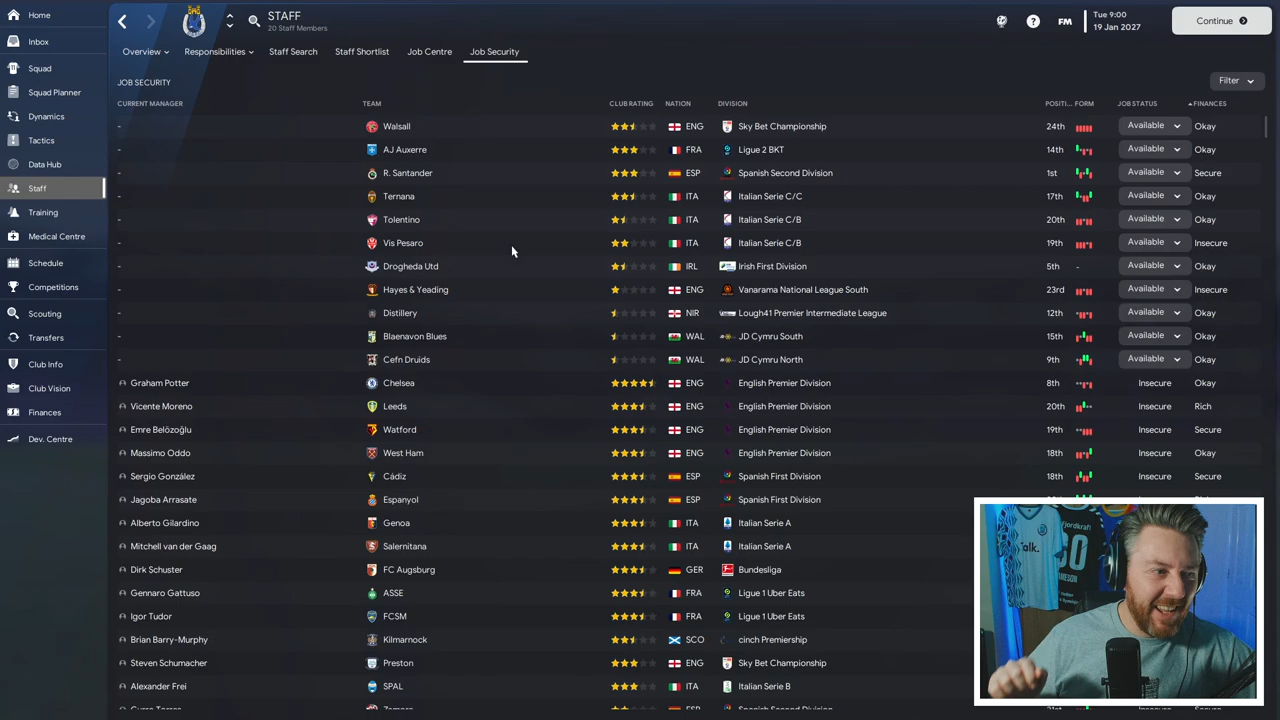 Home
STAFF
20 Staff Members
FM
Tue 9:00
19 Jan 2027
Continue
Inbox
Squad
Squad Planner
Dynamics
Tactics
Data Hub
Staff
Training
Medical Centre
Schedule
Competitions
Scouting
Transfers
Club Info
Club Vision
Finances
Dev. Centre
Overview Responsibilities Staff Search Staff Shortlist Job Centre Job Security
JOB SECURITY Filter
CURRENT MANAGER TEAM CLUB RATING NATION DIVISION POSITI... FORM JOB STATUS FINANCES
- Walsall ENG Sky Bet Championship 24th Available Okay
- AJ Auxerre FRA Ligue 2 BKT 14th Available Okay
- R. Santander ESP Spanish Second Division 1st Available Secure
- Ternana ITA Italian Serie C/C 17th Available Okay
- Tolentino ITA Italian Serie C/B 20th Available Okay
- Vis Pesaro ITA Italian Serie C/B 19th Available Insecure
- Drogheda Utd IRL Irish First Division 5th - Available Okay
- Hayes & Yeading ENG Vanarama National League South 23rd Available Insecure
- Distillery NIR Lough41 Premier Intermediate League 12th Available Okay
- Blaenavon Blues WAL JD Cymru South 15th Available Okay
- Cefn Druids WAL JD Cymru North 9th Available Okay
Graham Potter Chelsea ENG English Premier Division 8th Insecure Okay
Vicente Moreno Leeds ENG English Premier Division 20th Insecure Rich
Emre Belözoğlu Watford ENG English Premier Division 19th Insecure Secure
Massimo Oddo West Ham ENG English Premier Division 18th Insecure Okay
Sergio González Cádiz ESP Spanish First Division 18th Insecure Secure
Jagoba Arrasate Espanyol ESP Spanish First Division
Alberto Gilardino Genoa ITA Italian Serie A
Mitchell van der Gaag Salernitana ITA Italian Serie A
Dirk Schuster FC Augsburg GER Bundesliga
Gennaro Gattuso ASSE FRA Ligue 1 Uber Eats
Igor Tudor FCSM FRA Ligue 1 Uber Eats
Brian Barry-Murphy Kilmarnock SCO cinch Premiership
Steven Schumacher Preston ENG Sky Bet Championship
Alexander Frei SPAL ITA Italian Serie B
Talk.